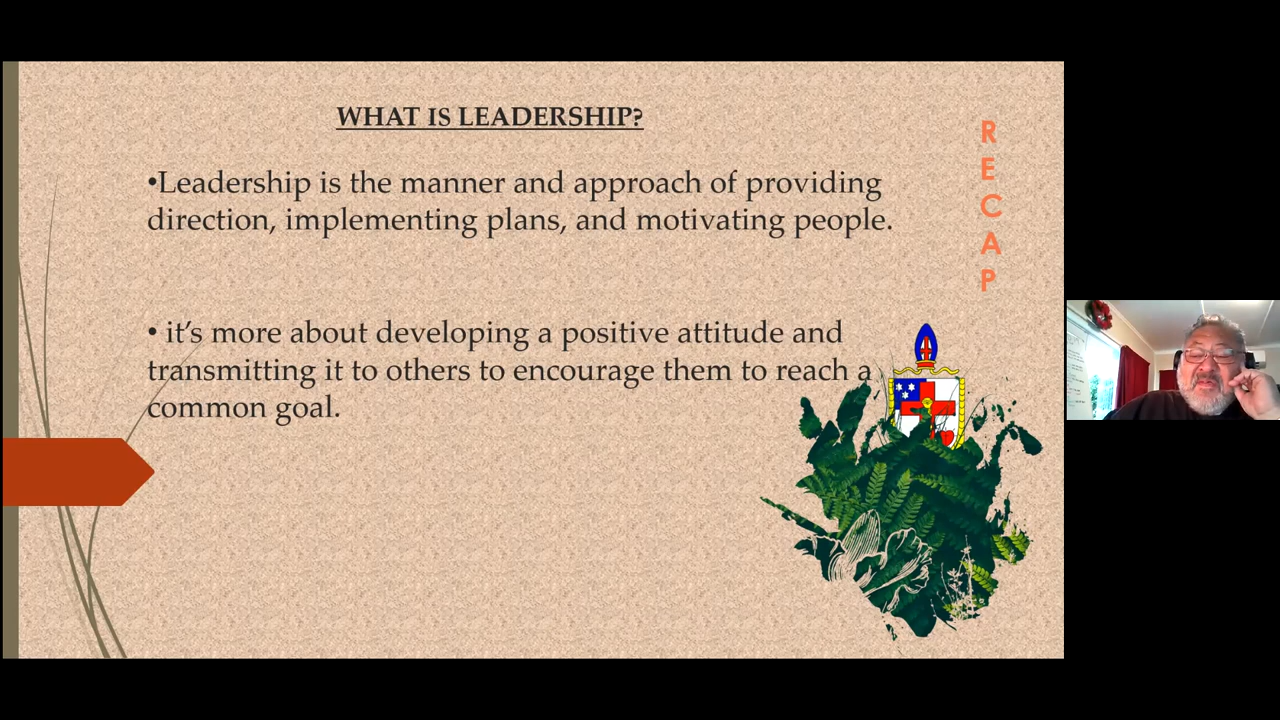 WHAT IS LEADERSHIP?
•Leadership is the manner and approach of providing
direction, implementing plans, and motivating people.
• it’s more about developing a positive attitude and
transmitting it to others to encourage them to reach a
common goal.
R
E
C
A
P